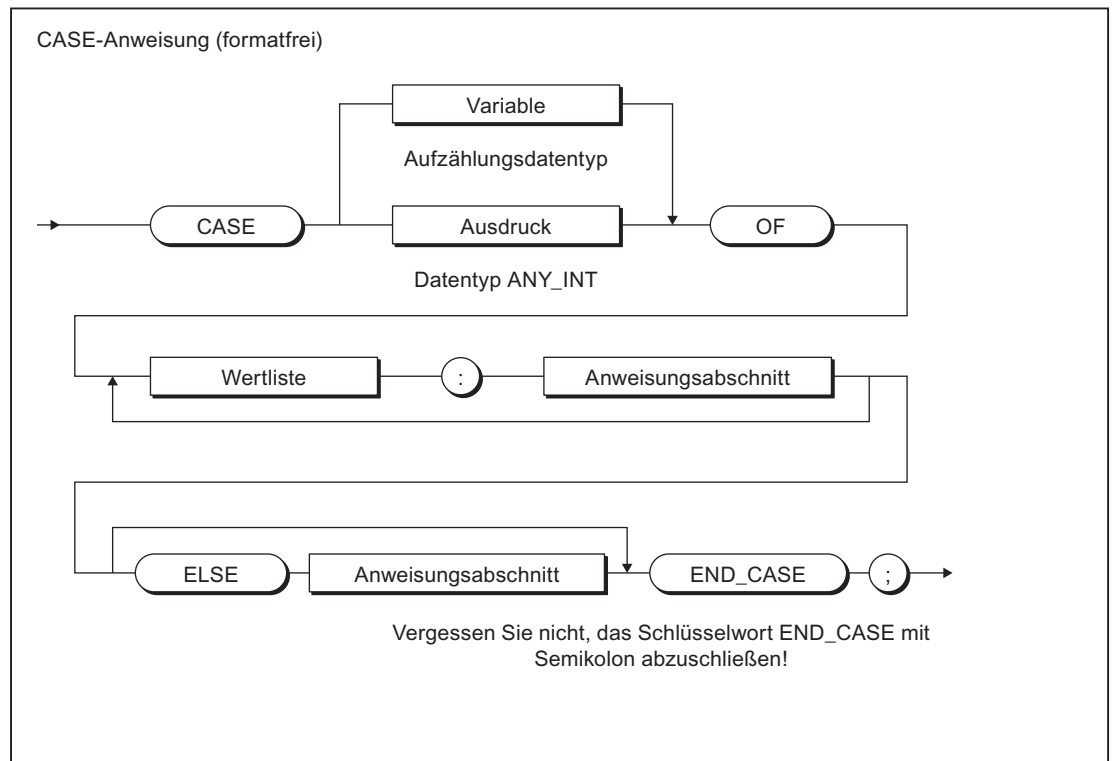 CASE-Anweisung (formatfrei)
Variable
Aufzählungsdatentyp
CASE
Ausdruck
OF
Datentyp ANY_INT
Wertliste
:
Anweisungsabschnitt
ELSE
Anweisungsabschnitt
END_CASE
;
Vergessen Sie nicht, das Schlüsselwort END_CASE mit
Semikolon abzuschließen!